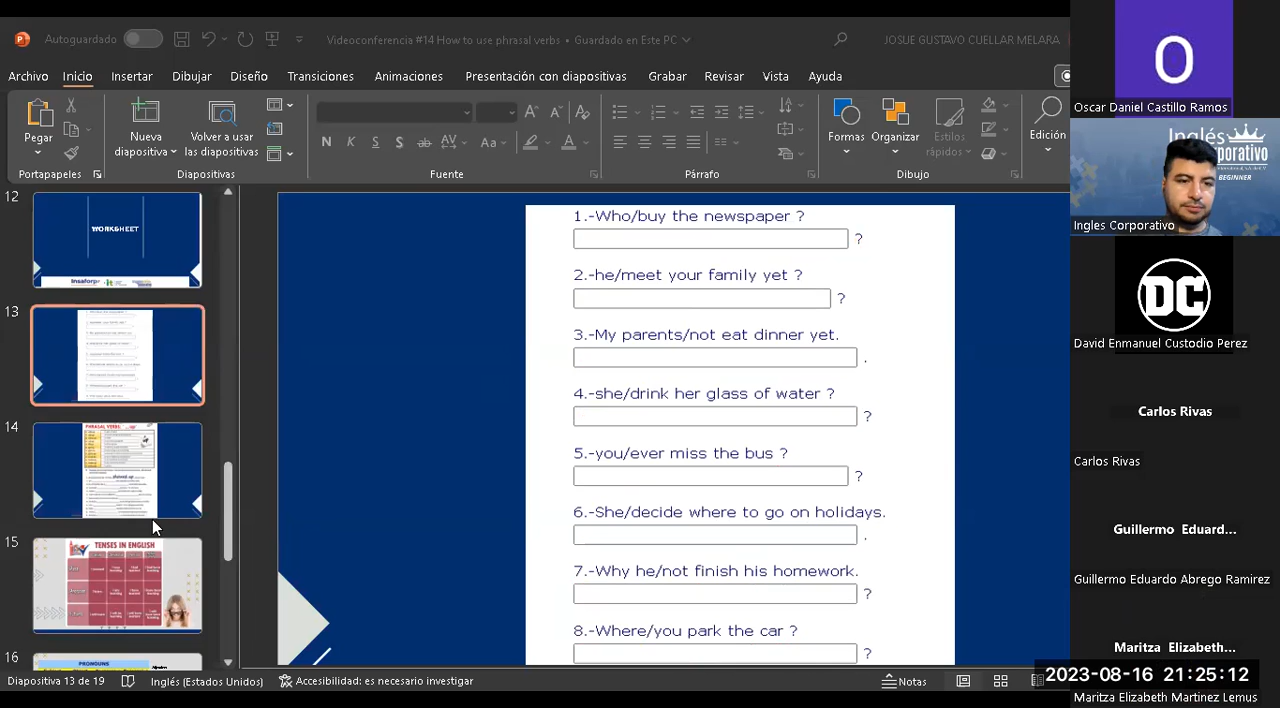 Autoguardado
Videoconferencia #14 How to use phrasal verbs • Guardado en Este PC
JOSUE GUSTAVO CUELLAR MELARA
Archivo Inicio Insertar Dibujar Diseño Transiciones Animaciones Presentación con diapositivas Grabar Revisar Vista Ayuda
Pegar
Nueva diapositiva
Volver a usar las diapositivas
N K S S ab AV Aa A
Formas
Organizar
Estilos rápidos
Edición
Portapapeles
Diapositivas
Fuente
Párrafo
Dibujo
12
WORKSHEET
Insaforp
13
14
PHRASAL VERBS:
showed up
15
TENSES IN ENGLISH
16
PRONOUNS
1.-Who/buy the newspaper ?
?
2.-he/meet your family yet ?
?
3.-My parents/not eat dinner yet.
.
4.-she/drink her glass of water ?
?
5.-you/ever miss the bus ?
?
6.-She/decide where to go on holidays.
.
7.-Why he/not finish his homework.
?
8.-Where/you park the car ?
?
Diapositiva 13 de 19
Inglés (Estados Unidos)
Accesibilidad: es necesario investigar
Notas
O
Oscar Daniel Castillo Ramos
Inglés
orporativo
BEGINNER
Ingles Corporativo
DC
David Enmanuel Custodio Perez
Carlos Rivas
Carlos Rivas
Guillermo Eduar...
Guillermo Eduardo Abrego Ramirez
Maritza Elizabeth...
2023-08-16 21:25:12
Maritza Elizabeth Martinez Lemus